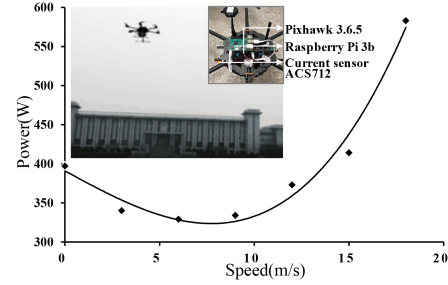 600
550
500
450
400
350
300
Power(W)
Pixhawk 3.6.5
Raspberry Pi 3b
Current sensor
ACS712
0
5
10
15
20
Speed(m/s)